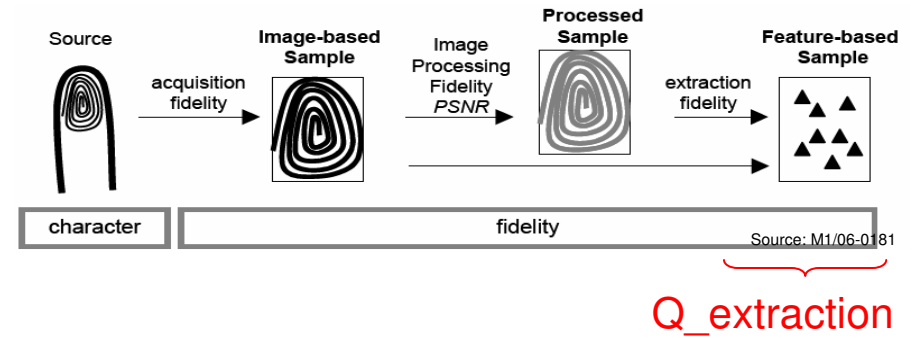 Source
acquisition
fidelity
Image-based
Sample
Image
Processing
Fidelity
PSNR
Processed
Sample
extraction
fidelity
Feature-based
Sample
character
fidelity
Source: M1/06-0181
Q_extraction